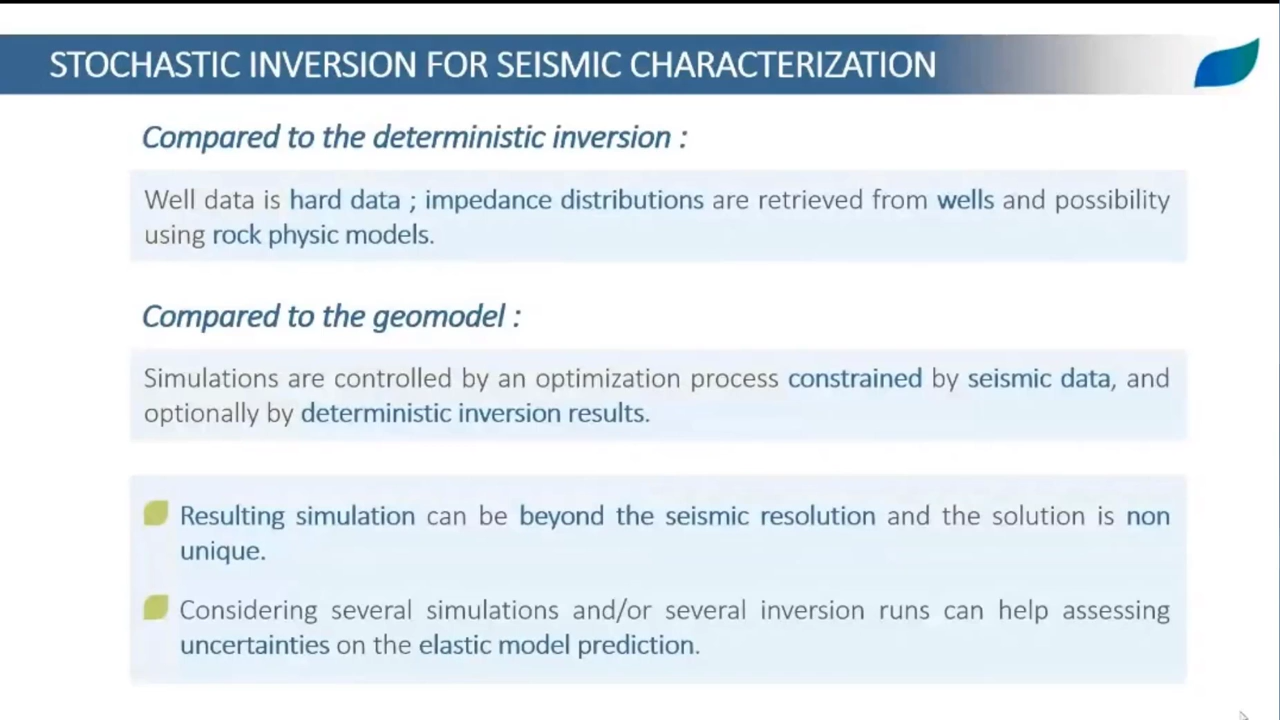 STOCHASTIC INVERSION FOR SEISMIC CHARACTERIZATION
Compared to the deterministic inversion :
Well data is hard data ; impedance distributions are retrieved from wells and possibility
using rock physic models.
Compared to the geomodel :
Simulations are controlled by an optimization process constrained by seismic data, and
optionally by deterministic inversion results.
Resulting simulation can be beyond the seismic resolution and the solution is non
unique.
Considering several simulations and/or several inversion runs can help assessing
uncertainties on the elastic model prediction.